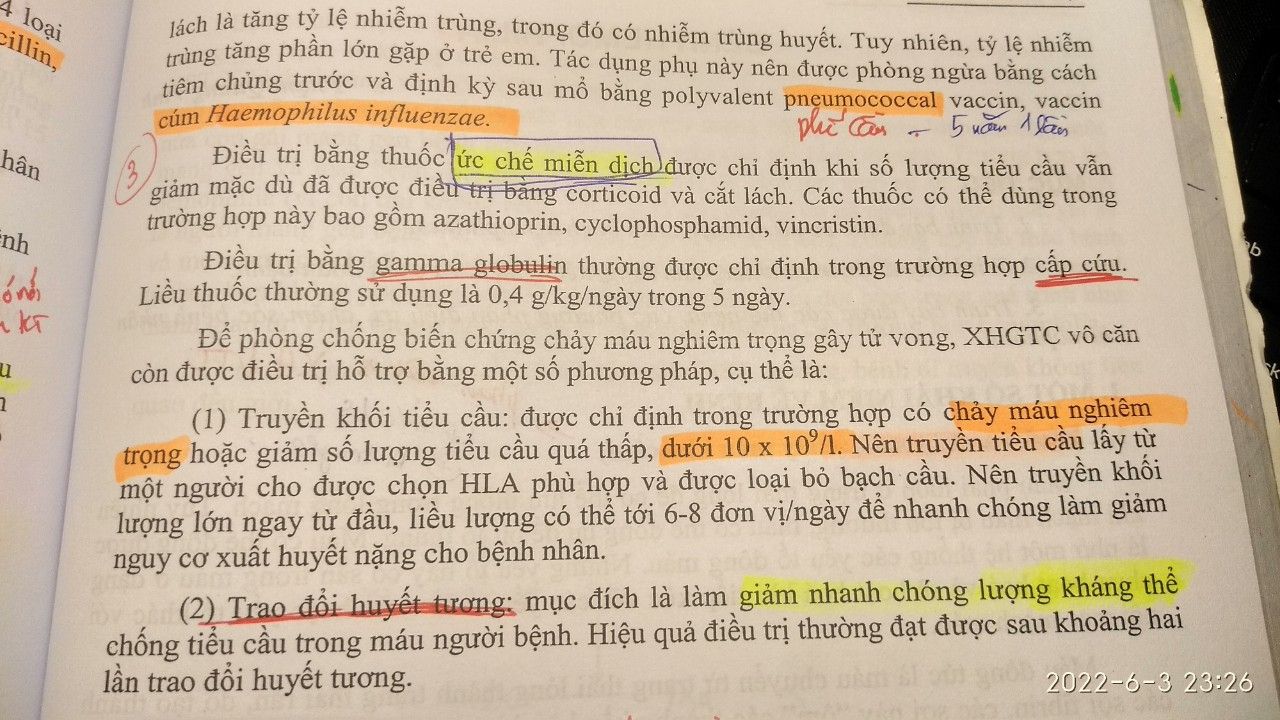 4 loại
cillin,
hân
ênh
lách là tăng tỷ lệ nhiễm trùng, trong đó có nhiễm trùng huyết. Tuy nhiên, tỷ lệ nhiễm
trùng tăng phần lớn gặp ở trẻ em. Tác dụng phụ này nên được phòng ngừa bằng cách
tiêm chủng trước và định kỳ sau mổ bằng polyvalent pneumococcal vaccin, vaccin
cúm Haemophilus influenzae.
phế cầu - 5 năm 1 lần
3
Điều trị bằng thuốc ức chế miễn dịch được chỉ định khi số lượng tiểu cầu vẫn
giảm mặc dù đã được điều trị bằng corticoid và cắt lách. Các thuốc có thể dùng trong
trường hợp này bao gồm azathioprin, cyclophosphamid, vincristin.
Điều trị bằng gamma globulin thường được chỉ định trong trường hợp cấp cứu.
Liều thuốc thường sử dụng là 0,4 g/kg/ngày trong 5 ngày.
Để phòng chống biến chứng chảy máu nghiêm trọng gây tử vong, XHGTC vô căn
còn được điều trị hỗ trợ bằng một số phương pháp, cụ thể là:
(1) Truyền khối tiểu cầu: được chỉ định trong trường hợp có chảy máu nghiêm
trọng hoặc giảm số lượng tiểu cầu quá thấp, dưới 10 x 10⁹/l. Nên truyền tiểu cầu lấy từ
một người cho được chọn HLA phù hợp và được loại bỏ bạch cầu. Nên truyền khối
lượng lớn ngay từ đầu, liều lượng có thể tới 6-8 đơn vị/ngày để nhanh chóng làm giảm
nguy cơ xuất huyết nặng cho bệnh nhân.
(2) Trao đổi huyết tương: mục đích là làm giảm nhanh chóng lượng kháng thể
chống tiểu cầu trong máu người bệnh. Hiệu quả điều trị thường đạt được sau khoảng hai
lần trao đổi huyết tương.
2022-6-3 23:26